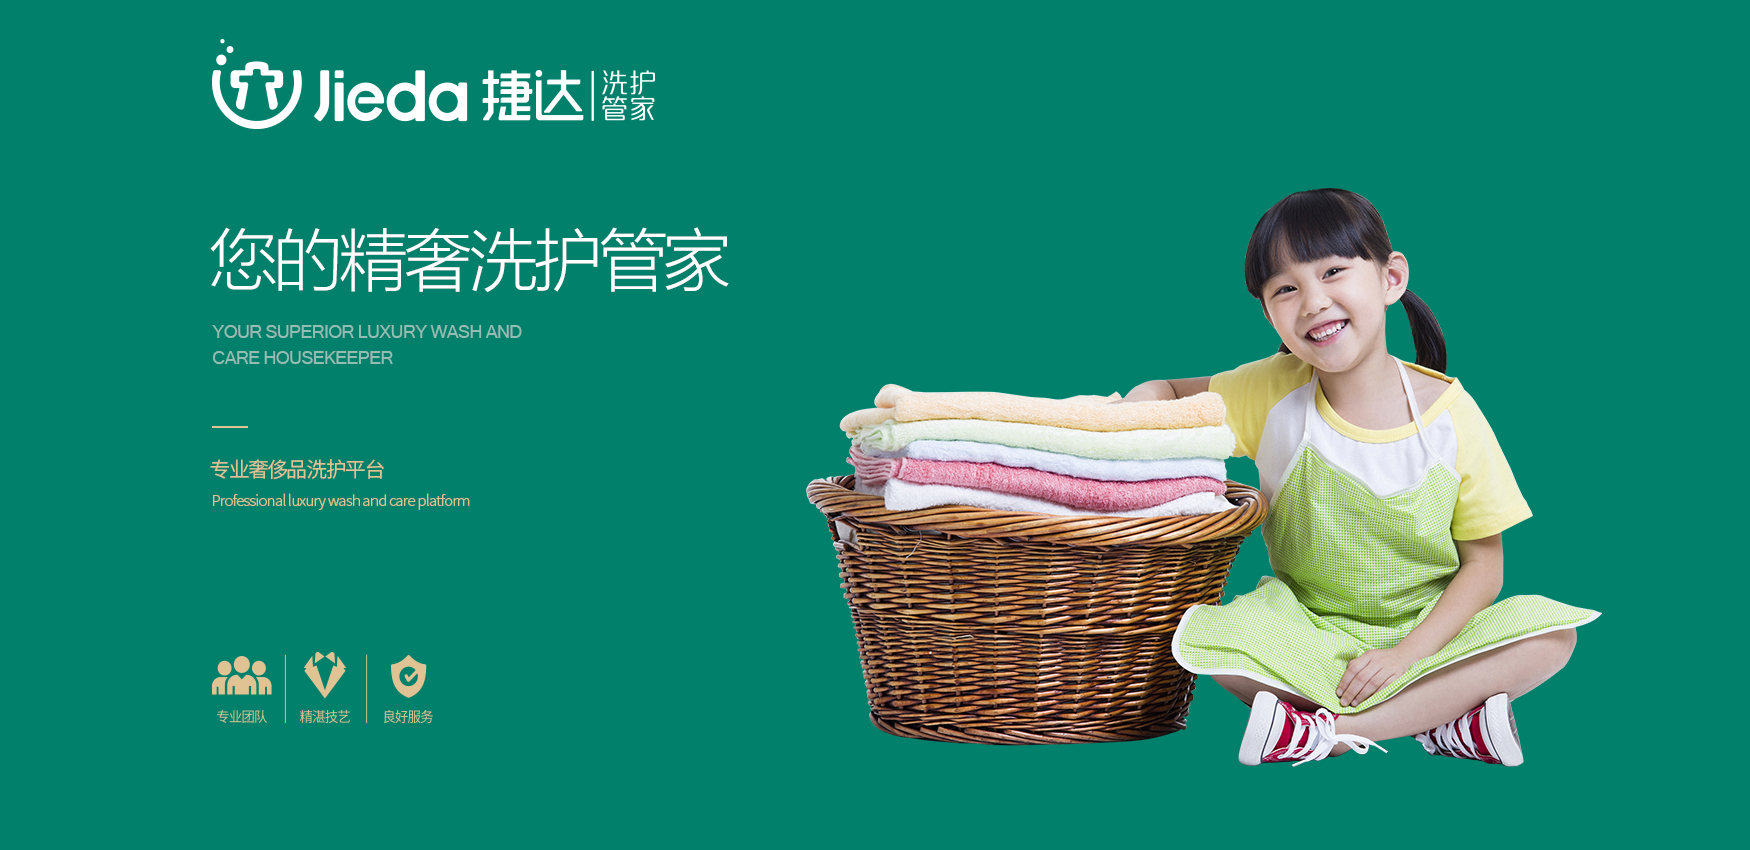 Jieda 捷达 洗护
管家
您的精奢洗护管家
YOUR SUPERIOR LUXURY WASH AND
CARE HOUSEKEEPER
专业奢侈品洗护平台
Professional luxury wash and care platform
专业团队 精湛技艺 良好服务